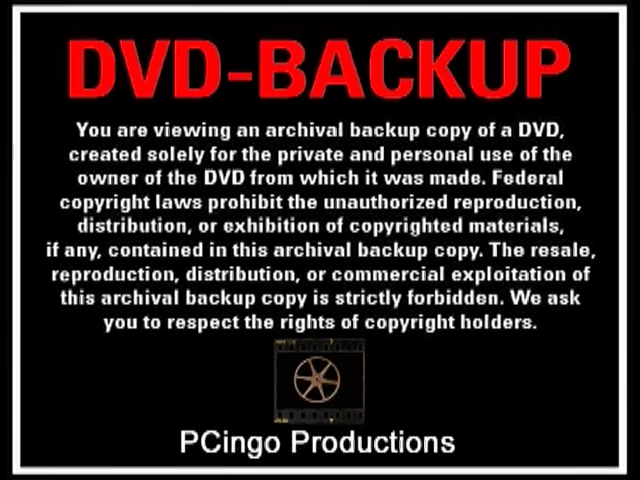 DVD-BACKUP
You are viewing an archival backup copy of a DVD,
created solely for the private and personal use of the
owner of the DVD from which it was made. Federal
copyright laws prohibit the unauthorized reproduction,
distribution, or exhibition of copyrighted materials,
if any, contained in this archival backup copy. The resale,
reproduction, distribution, or commercial exploitation of
this archival backup copy is strictly forbidden. We ask
you to respect the rights of copyright holders.
PCingo Productions